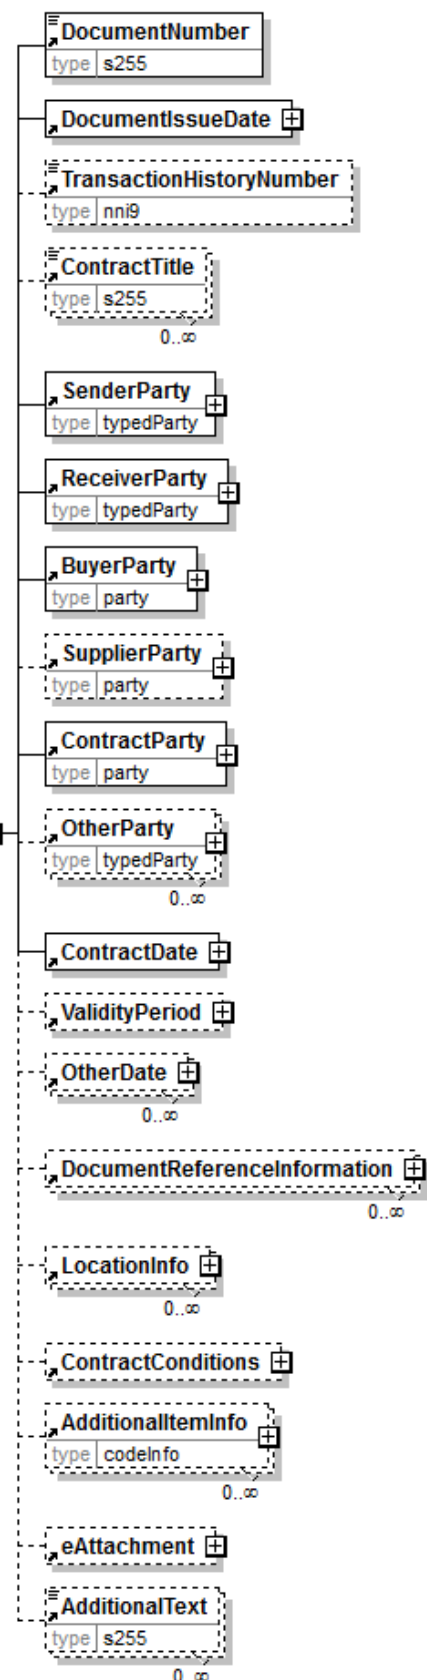 DocumentNumber
type s255
DocumentIssueDate
TransactionHistoryNumber
type nni9
ContractTitle
type s255
0..∞
SenderParty
type typedParty
ReceiverParty
type typedParty
BuyerParty
type party
SupplierParty
type party
ContractParty
type party
OtherParty
type typedParty
0..∞
ContractDate
ValidityPeriod
OtherDate
0..∞
DocumentReferenceInformation
0..∞
LocationInfo
0..∞
ContractConditions
AdditionalItemInfo
type codeInfo
0..∞
eAttachment
AdditionalText
type s255
0..∞